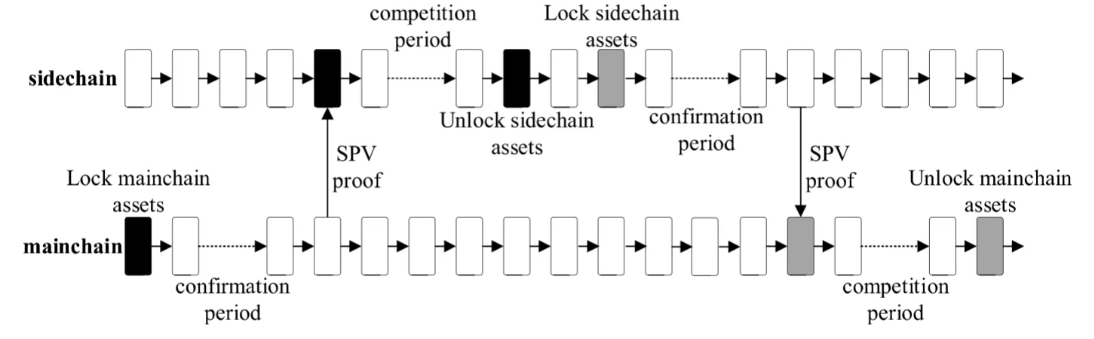 competition
period
Lock sidechain
assets
sidechain
Unlock sidechain
assets
confirmation
period
SPV
proof
SPV
proof
Lock mainchain
assets
Unlock mainchain
assets
mainchain
confirmation
period
competition
period